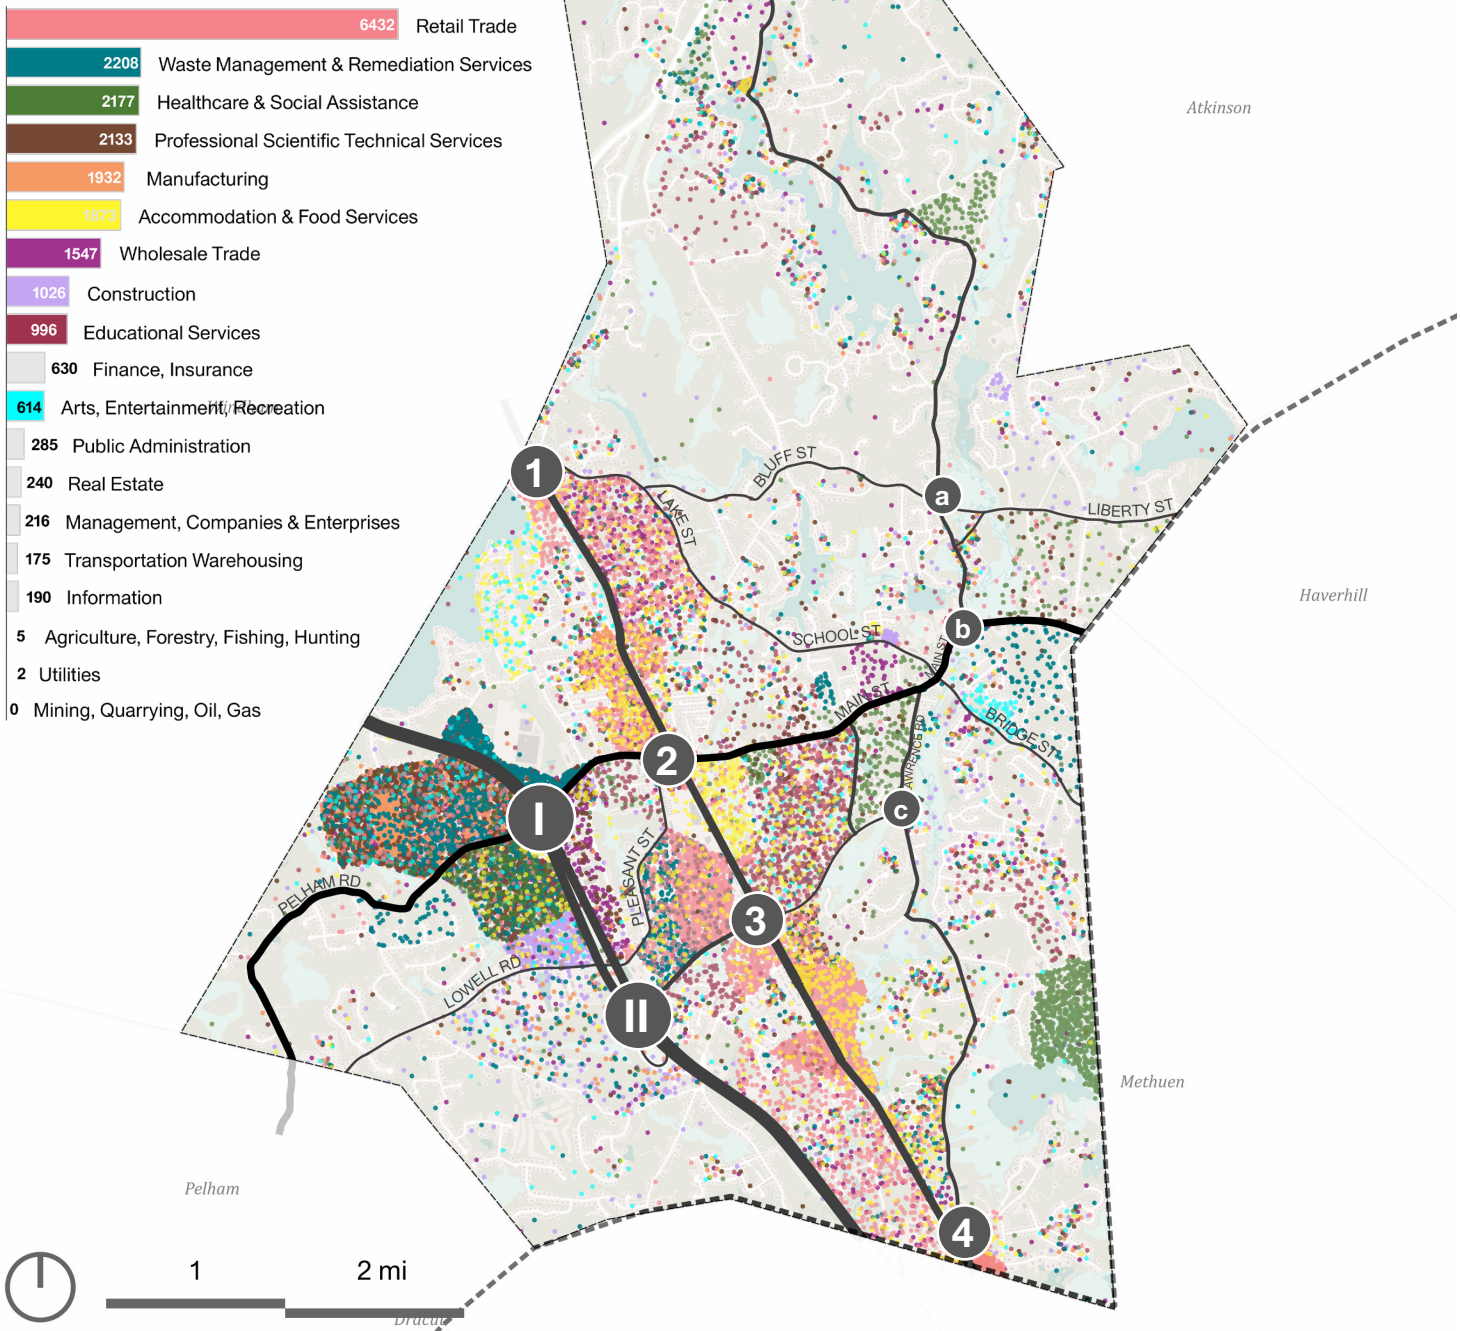 6432 Retail Trade
2208 Waste Management & Remediation Services
2177 Healthcare & Social Assistance
2133 Professional Scientific Technical Services
1932 Manufacturing
1873 Accommodation & Food Services
1547 Wholesale Trade
1026 Construction
996 Educational Services
630 Finance, Insurance
614 Arts, Entertainment, Recreation
285 Public Administration
240 Real Estate
216 Management, Companies & Enterprises
175 Transportation Warehousing
190 Information
5 Agriculture, Forestry, Fishing, Hunting
2 Utilities
0 Mining, Quarrying, Oil, Gas
Atkinson
1
BLUFF ST
LAKE ST
a
LIBERTY ST
Haverhill
SCHOOL ST
b
MAIN ST
MAIN ST
BRIDGE ST
2
LAWRENCE RD
I
c
PLEASANT ST
PELHAM RD
3
LOWELL RD
II
Methuen
Pelham
4
1
2 mi
Dracut